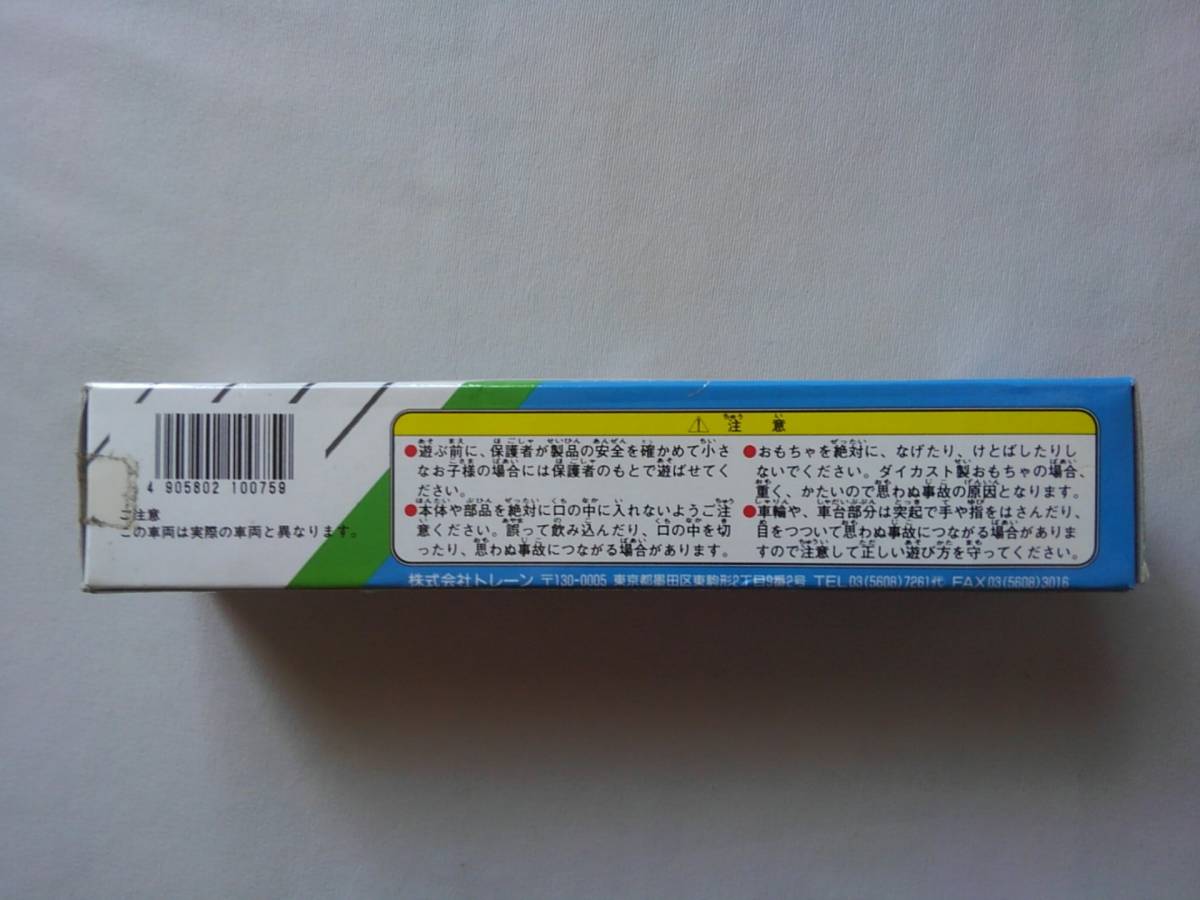 4 905802 100759
注意
この車両は実際の車両と異なります。
⚠ 注意
●遊ぶ前に、保護者が製品の安全を確かめて小さ
なお子様の場合には保護者のもとで遊ばせてく
ださい。
●本体や部品を絶対に口の中に入れないようご注
意ください。誤って飲み込んだり、口の中を切
ったり、思わぬ事故につながる場合があります。
●おもちゃを絶対に、なげたり、けとばしたりし
ないでください。ダイカスト製おもちゃの場合、
重く、かたいので思わぬ事故の原因となります。
●車輪や、車台部分は突起で手や指をはさんだり、
目をつついて思わぬ事故につながる場合がありま
すので注意して正しい遊び方を守ってください。
株式会社トレーン 〒130-0005 東京都墨田区東駒形2丁目9番2号 TEL 03(5608)7261代 FAX03(5608)3016